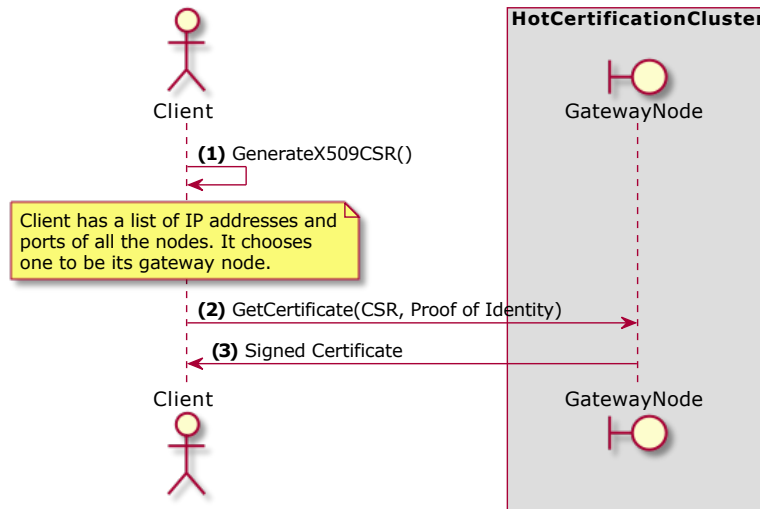 HotCertificationCluster
Client
GatewayNode
(1) GenerateX509CSR()
Client has a list of IP addresses and
ports of all the nodes. It chooses
one to be its gateway node.
(2) GetCertificate(CSR, Proof of Identity)
(3) Signed Certificate
Client
GatewayNode